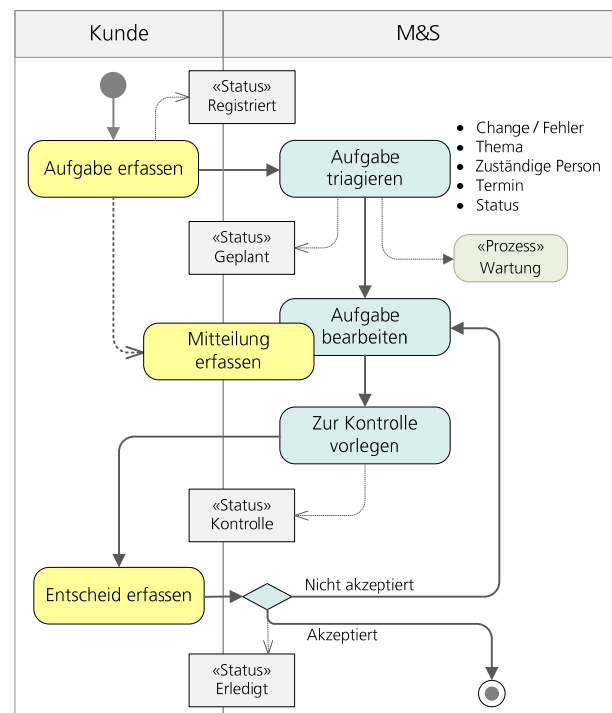 Kunde
M&S
«Status»
Registriert
Aufgabe erfassen
Aufgabe
triagieren
• Change / Fehler
• Thema
• Zuständige Person
• Termin
• Status
«Status»
Geplant
«Prozess»
Wartung
Aufgabe
bearbeiten
Mitteilung
erfassen
Zur Kontrolle
vorlegen
«Status»
Kontrolle
Entscheid erfassen
Nicht akzeptiert
Akzeptiert
«Status»
Erledigt